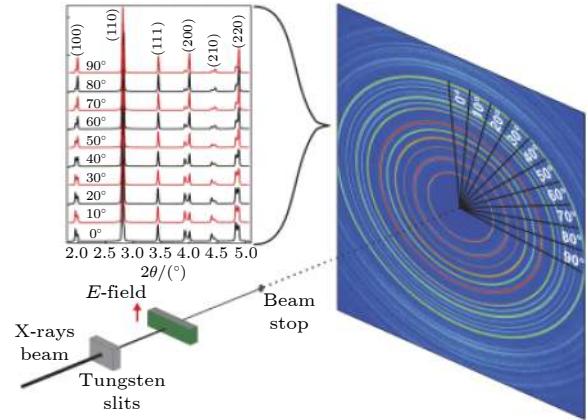 (100)
(110)
(111)
(200)
(210)
(220)
90°
80°
70°
60°
50°
40°
30°
20°
10°
0°
2.0 2.5 3.0 3.5 4.0 4.5 5.0
2θ/(°)
0°
10°
20°
30°
40°
50°
60°
70°
80°
90°
E-field
Beam
stop
X-rays
beam
Tungsten
slits